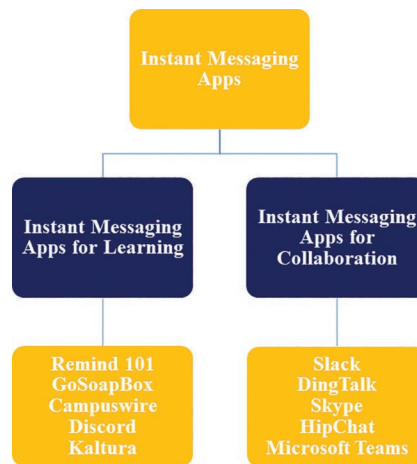 Instant Messaging
Apps
Instant Messaging
Apps for Learning
Instant Messaging
Apps for
Collaboration
Remind 101
GoSoapBox
Campuswire
Discord
Kaltura
Slack
DingTalk
Skype
HipChat
Microsoft Teams